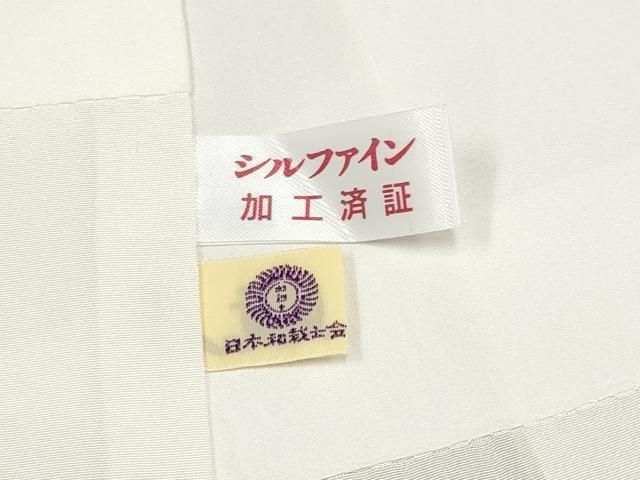 シルファイン
加工済証
日本和裁士会